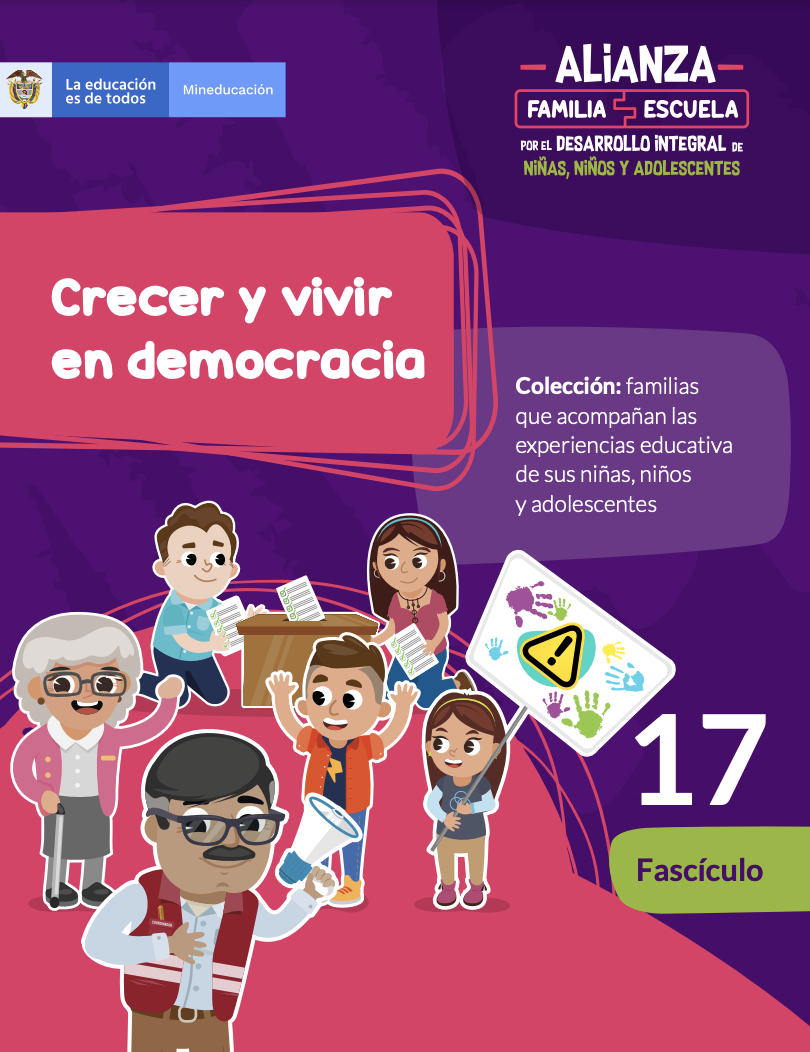 La educación
es de todos
Mineducación
ALiANZA
FAMILIA ESCUELA
POR EL DESARROLLO iNTEGRAL DE
NiÑAS, NiÑOS Y ADOLESCENTES
Crecer y vivir
en democracia
Colección: familias
que acompañan las
experiencias educativa
de sus niñas, niños
y adolescentes
17
Fascículo
COORDINADOR